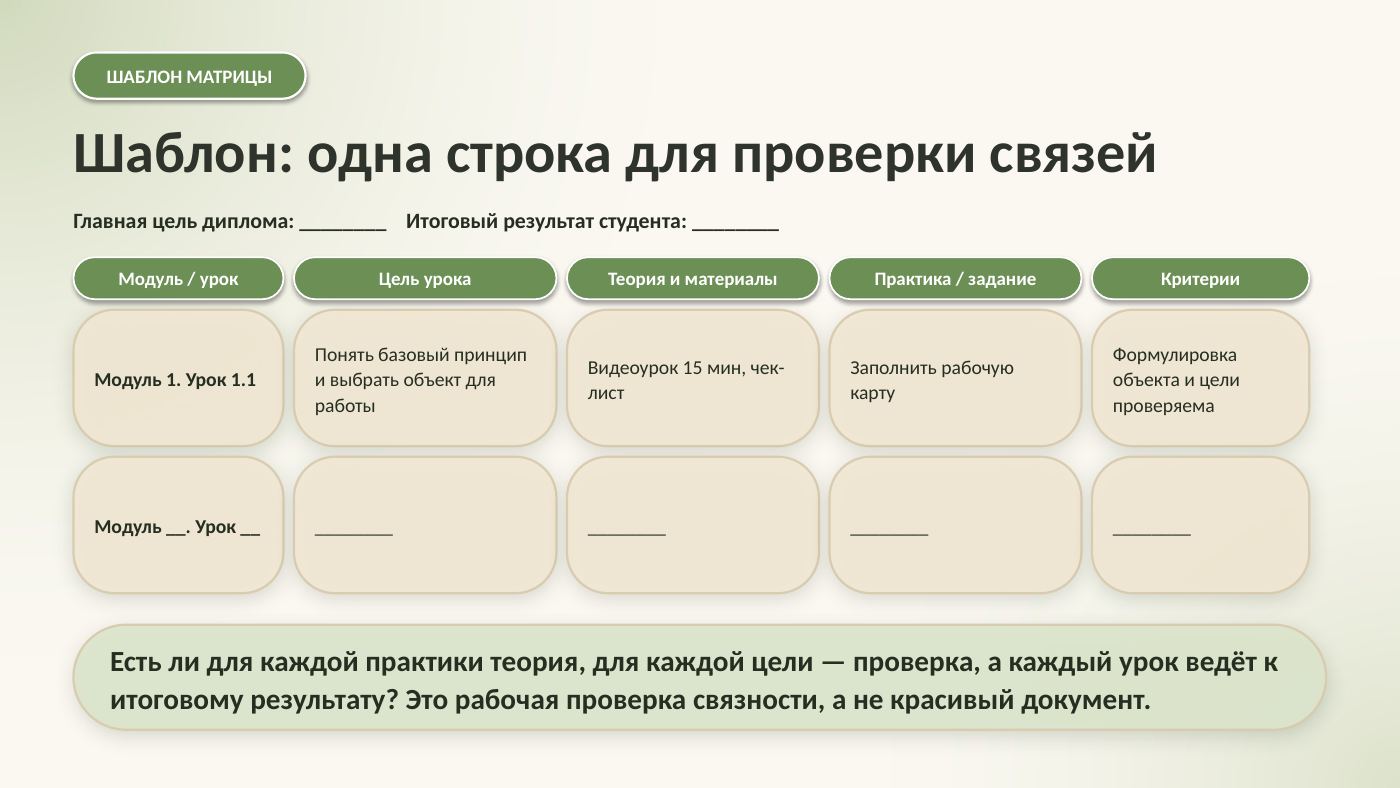 ШАБЛОН МАТРИЦЫ
Шаблон: одна строка для проверки связей
Главная цель диплома: ________ Итоговый результат студента: ________
Модуль / урок
Цель урока
Теория и материалы
Практика / задание
Критерии
Модуль 1. Урок 1.1
Понять базовый принцип
и выбрать объект для
работы
Видеоурок 15 мин, чек-
лист
Заполнить рабочую
карту
Формулировка
объекта и цели
проверяема
Модуль __. Урок __
________
________
________
________
Есть ли для каждой практики теория, для каждой цели — проверка, а каждый урок ведёт к
итоговому результату? Это рабочая проверка связности, а не красивый документ.